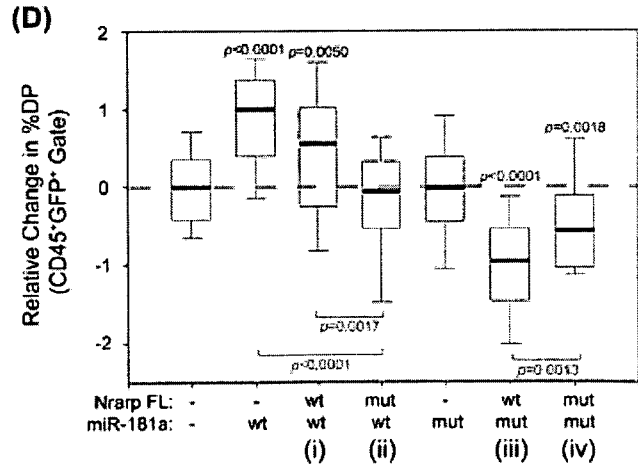 (D)
Relative Change in %DP
(CD45⁺GFP⁺ Gate)
2
1
0
-1
-2
p<0.0001
p=0.0050
p<0.0001
p=0.0018
p=0.0017
p<0.0001
p=0.0013
Nrarp FL: - - wt mut - wt mut
miR-181a: - wt wt wt mut mut mut
(i) (ii) (iii) (iv)